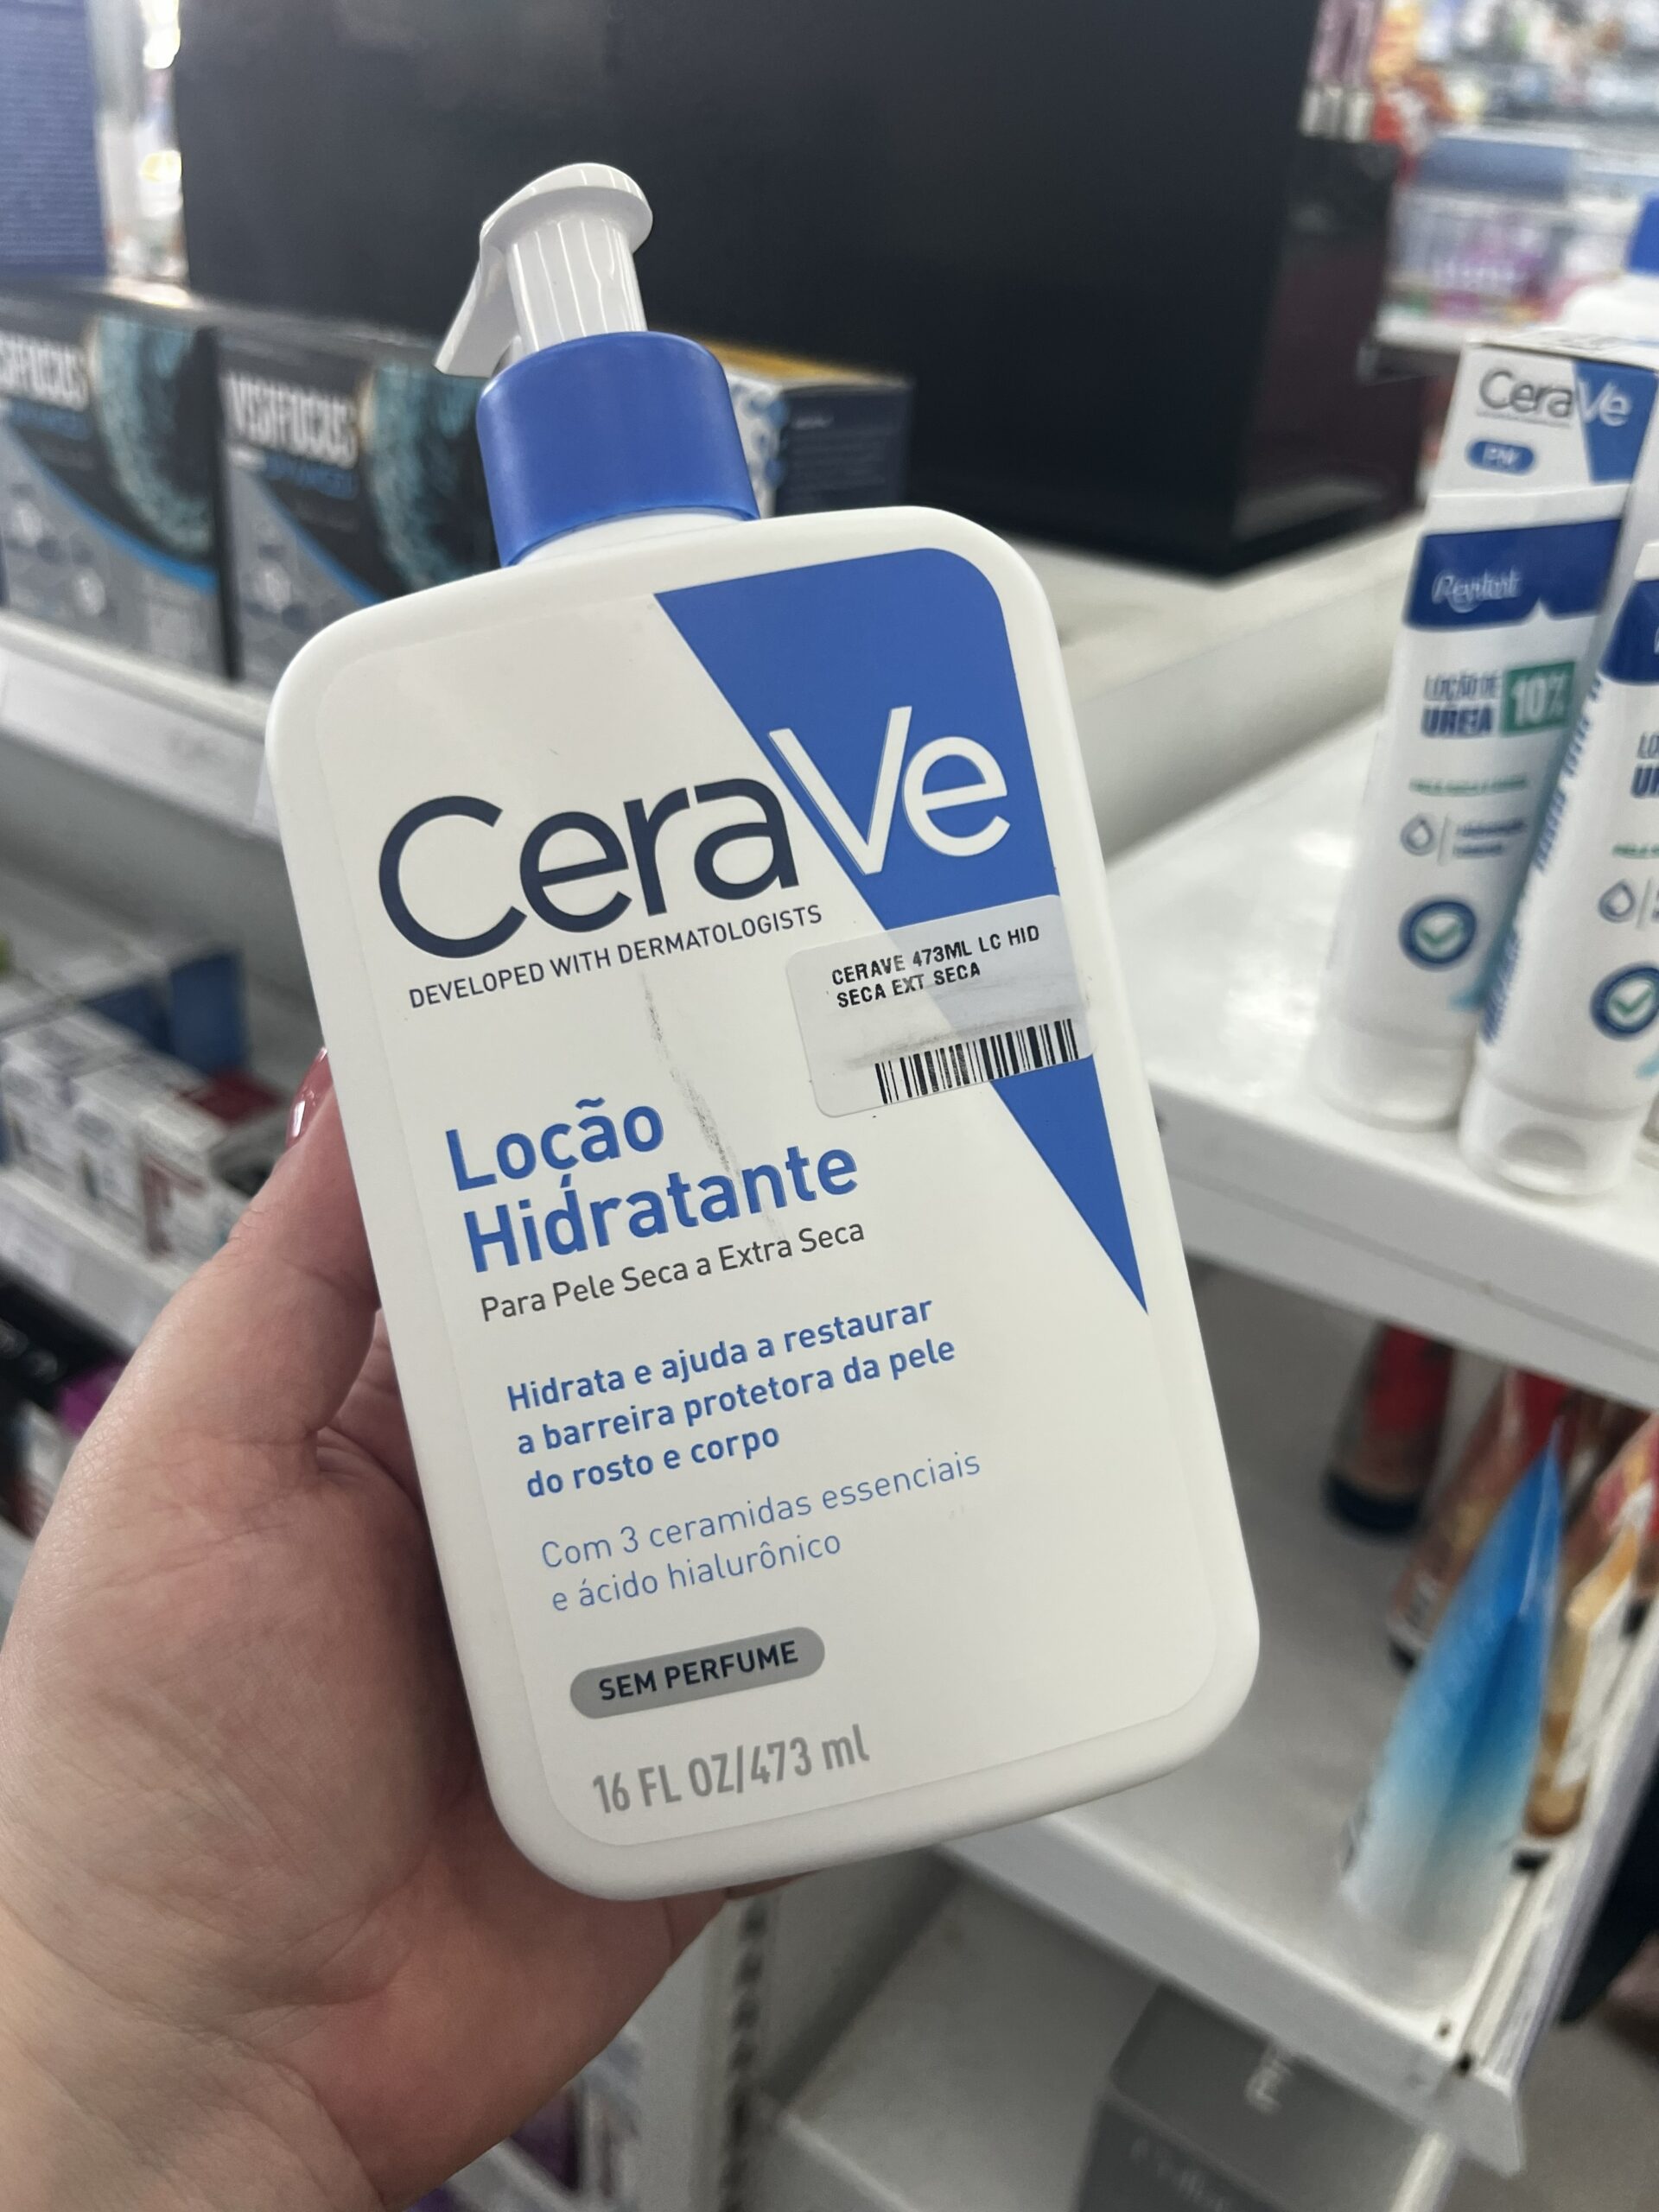 CeraVe
DEVELOPED WITH DERMATOLOGISTS
CERAVE 473ML LC HID
SECA EXT SECA
Loção
Hidratante
Para Pele Seca a Extra Seca
Hidrata e ajuda a restaurar
a barreira protetora da pele
do rosto e corpo
Com 3 ceramidas essenciais
e ácido hialurônico
SEM PERFUME
16 FL OZ/473 ml
CeraVe
LOÇÃO DE
UREIA 10%